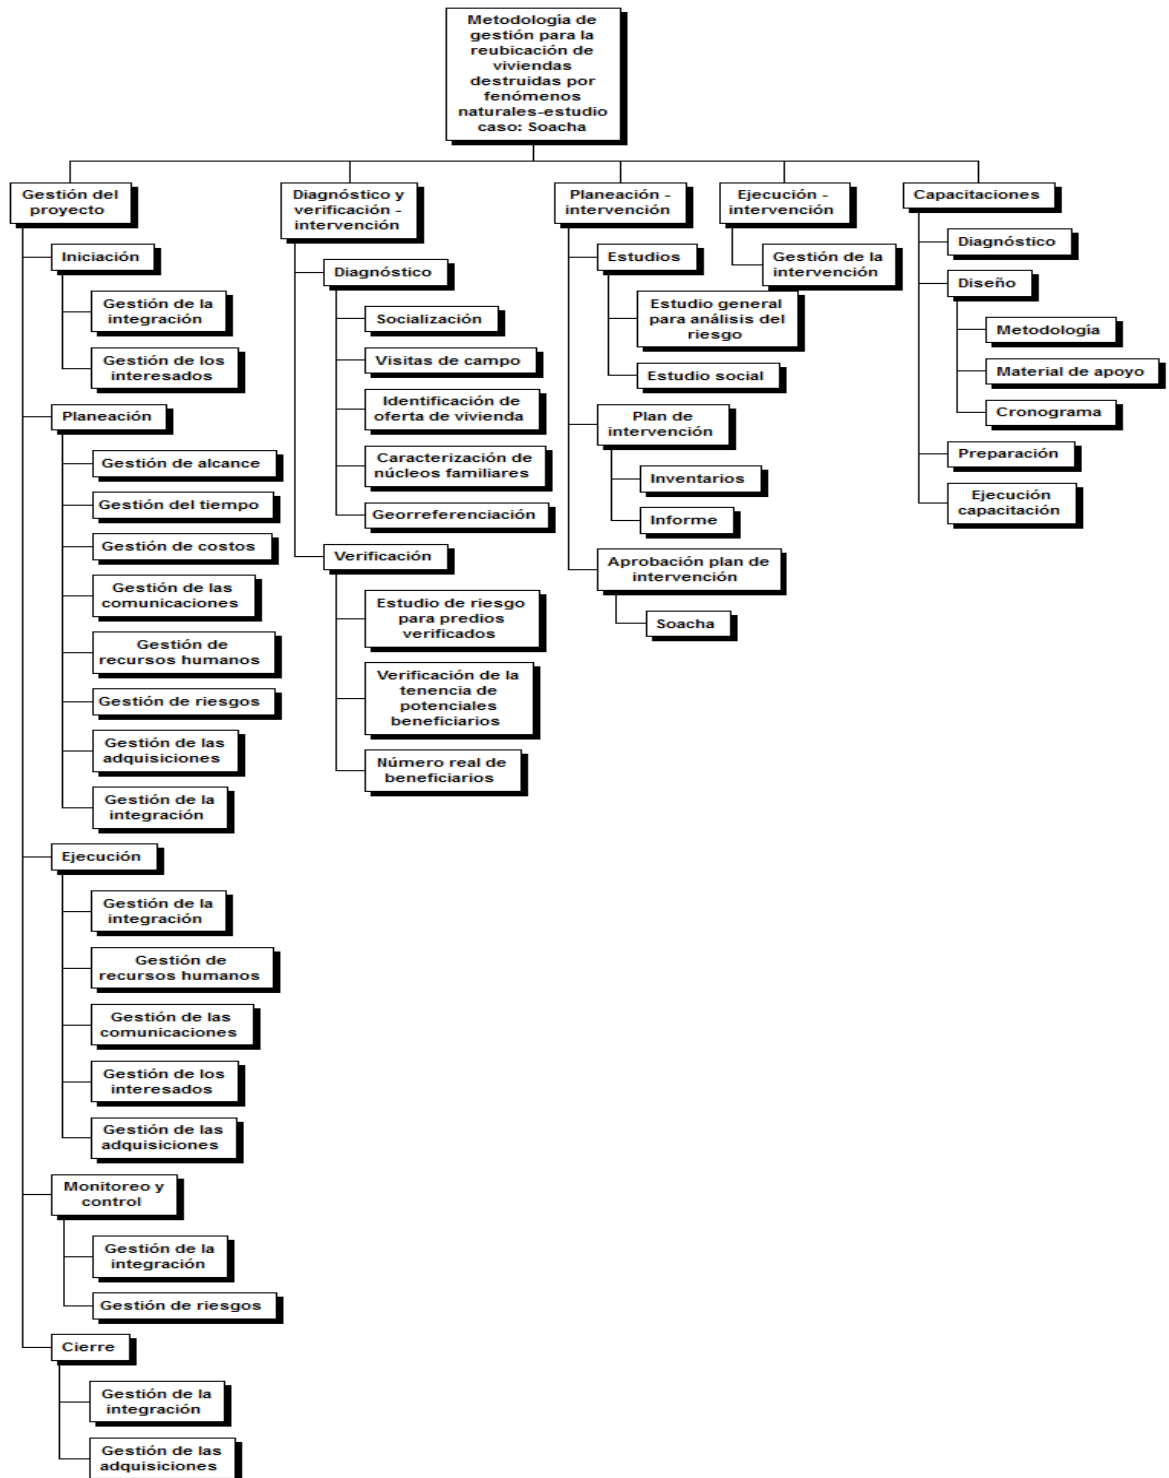 Metodología de
gestión para la
reubicación de
viviendas
destruidas por
fenómenos
naturales-estudio
caso: Soacha
Gestión del
proyecto
Iniciación
Gestión de la
integración
Gestión de los
interesados
Planeación
Gestión de alcance
Gestión del tiempo
Gestión de costos
Gestión de las
comunicaciones
Gestión de
recursos humanos
Gestión de riesgos
Gestión de las
adquisiciones
Gestión de la
integración
Ejecución
Gestión de la
integración
Gestión de
recursos humanos
Gestión de las
comunicaciones
Gestión de los
interesados
Gestión de las
adquisiciones
Monitoreo y
control
Gestión de la
integración
Gestión de riesgos
Cierre
Gestión de la
integración
Gestión de las
adquisiciones
Diagnóstico y
verificación -
intervención
Diagnóstico
Socialización
Visitas de campo
Identificación de
oferta de vivienda
Caracterización de
núcleos familiares
Georreferenciación
Verificación
Estudio de riesgo
para predios
verificados
Verificación de la
tenencia de
potenciales
beneficiarios
Número real de
beneficiarios
Planeación -
intervención
Estudios
Estudio general
para análisis del
riesgo
Estudio social
Plan de
intervención
Inventarios
Informe
Aprobación plan de
intervención
Soacha
Ejecución -
intervención
Gestión de la
intervención
Capacitaciones
Diagnóstico
Diseño
Metodología
Material de apoyo
Cronograma
Preparación
Ejecución
capacitación